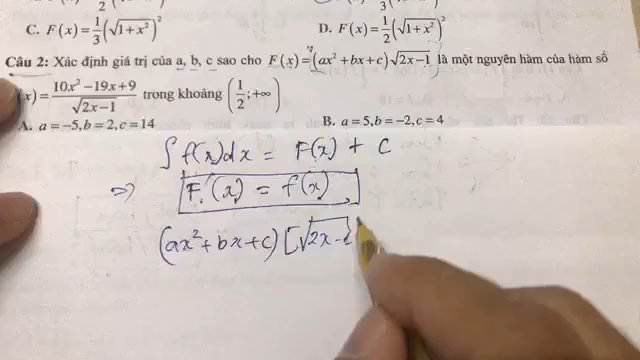 C. F(x) = 1/3 (√1+x²)² D. F(x) = 1/2 (√1+x²)²
Câu 2: Xác định giá trị của a, b, c sao cho F(x) = (ax² + bx + c)√2x−1 là một nguyên hàm của hàm số
(x) = 10x² −19x+9 / √2x−1 trong khoảng (1/2; +∞)
A. a = −5, b = 2, c = 14 B. a = 5, b = −2, c = 4
∫ f(x) dx = F(x) + C
⇒ F'(x) = f(x)
(ax² + bx + c) [√2x −1